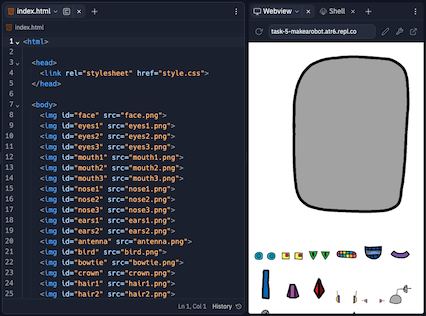 index.html
index.html
1 <html>
2
3 <head>
4 <link rel="stylesheet" href="style.css">
5 </head>
6
7 <body>
8 <img id="face" src="face.png">
9 <img id="eyes1" src="eyes1.png">
10 <img id="eyes2" src="eyes2.png">
11 <img id="eyes3" src="eyes3.png">
12 <img id="mouth1" src="mouth1.png">
13 <img id="mouth2" src="mouth2.png">
14 <img id="mouth3" src="mouth3.png">
15 <img id="nose1" src="nose1.png">
16 <img id="nose2" src="nose2.png">
17 <img id="nose3" src="nose3.png">
18 <img id="ears1" src="ears1.png">
19 <img id="ears2" src="ears2.png">
20 <img id="antenna" src="antenna.png">
21 <img id="bird" src="bird.png">
22 <img id="bowtie" src="bowtie.png">
23 <img id="crown" src="crown.png">
24 <img id="hair1" src="hair1.png">
25 <img id="hair2" src="hair2.png">
Ln 1, Col 1 History
Webview Shell
task-5-makearobot.atr6.repl.co